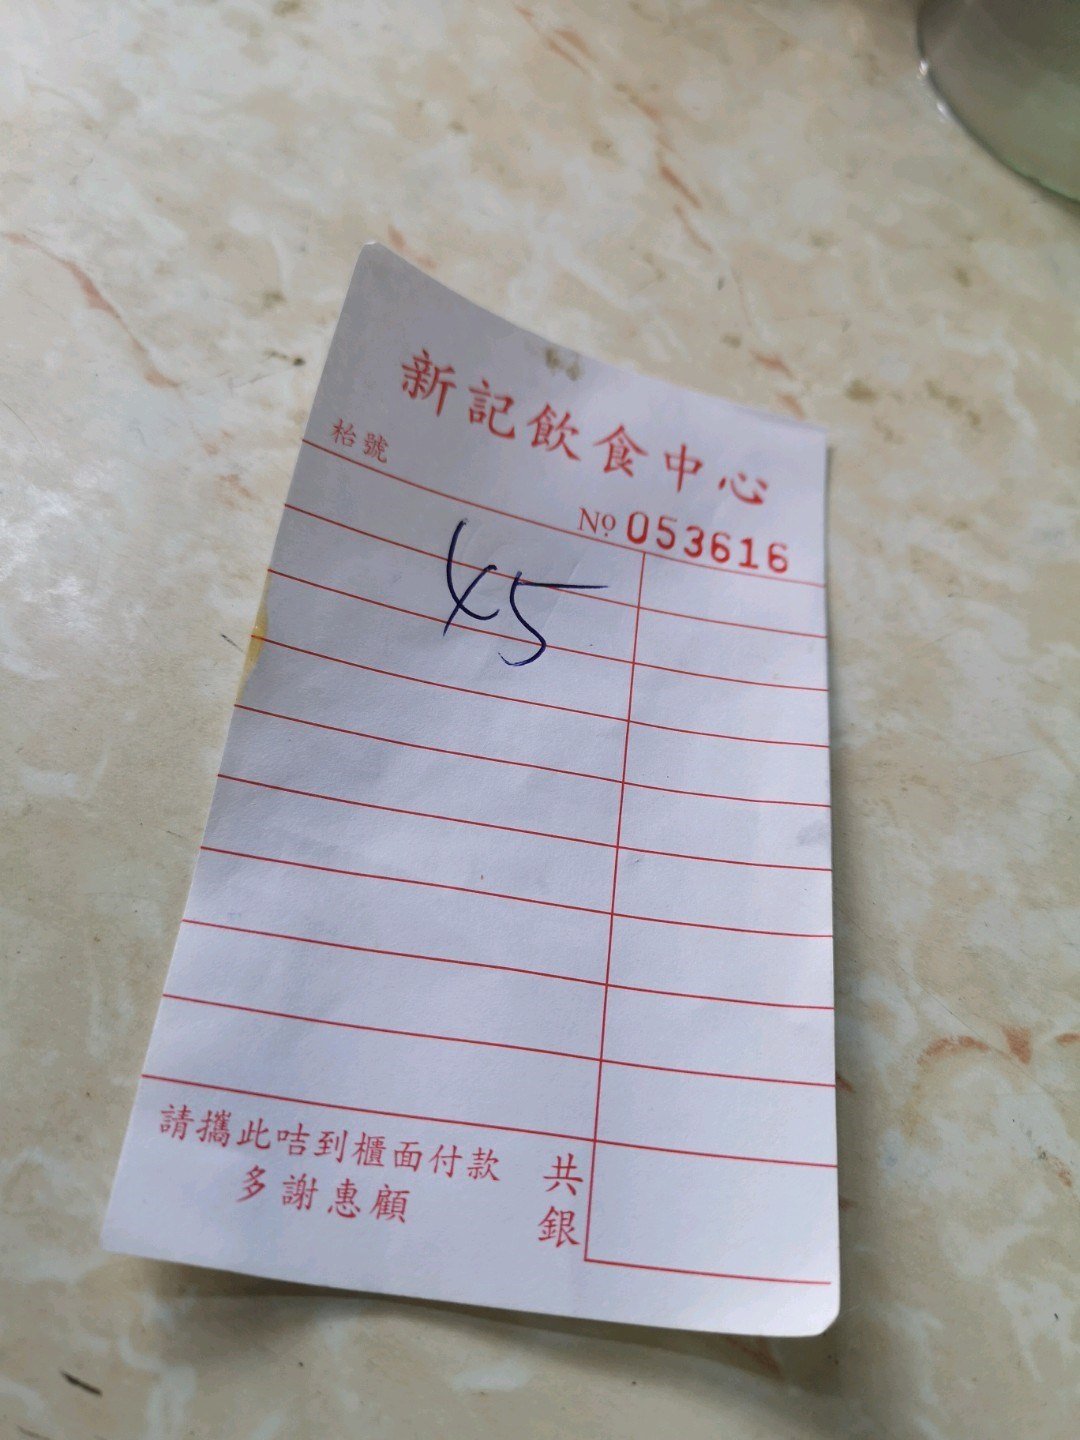 新記飲食中心
枱號
№ 053616
45
請攜此咭到櫃面付款
多謝惠顧
共銀